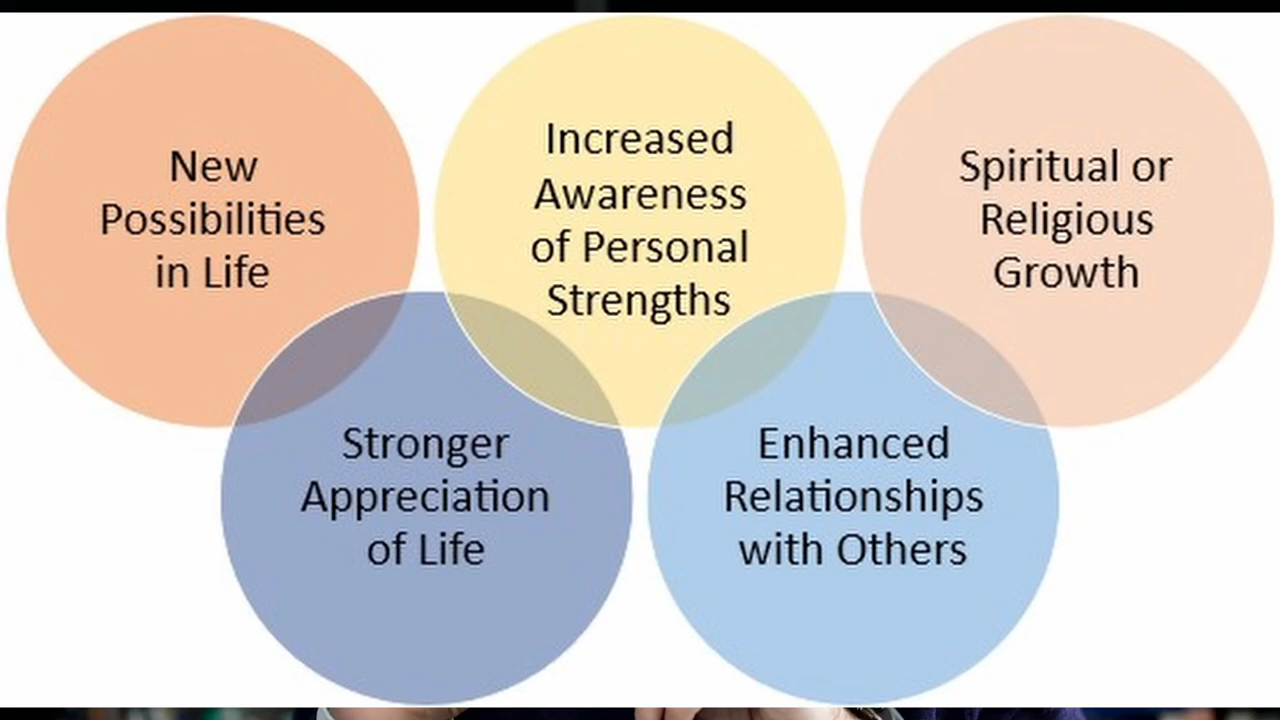 New
Possibilities
in Life
Increased
Awareness
of Personal
Strengths
Spiritual or
Religious
Growth
Stronger
Appreciation
of Life
Enhanced
Relationships
with Others